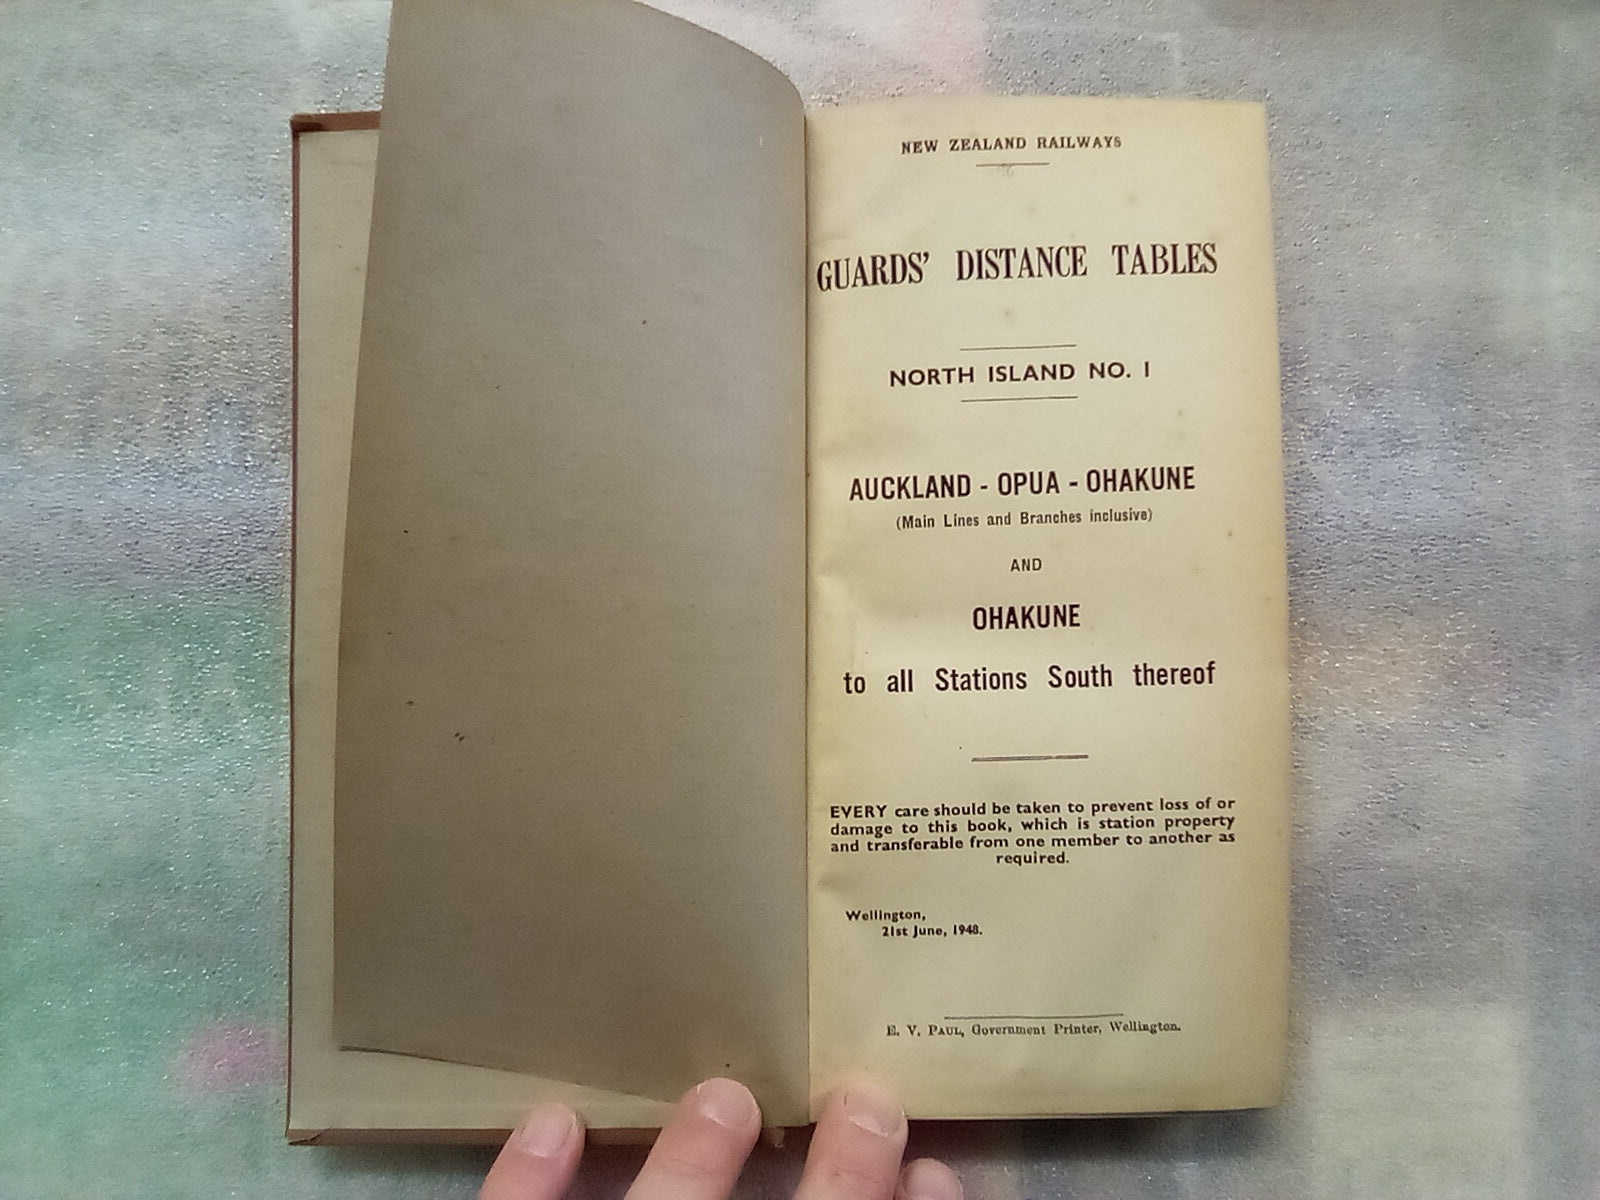 NEW ZEALAND RAILWAYS
GUARDS' DISTANCE TABLES
NORTH ISLAND NO. 1
AUCKLAND - OPUA - OHAKUNE
(Main Lines and Branches inclusive)
AND
OHAKUNE
to all Stations South thereof
EVERY care should be taken to prevent loss of or
damage to this book, which is station property
and transferable from one member to another as
required.
Wellington,
21st June, 1948.
E. V. PAUL, Government Printer, Wellington.